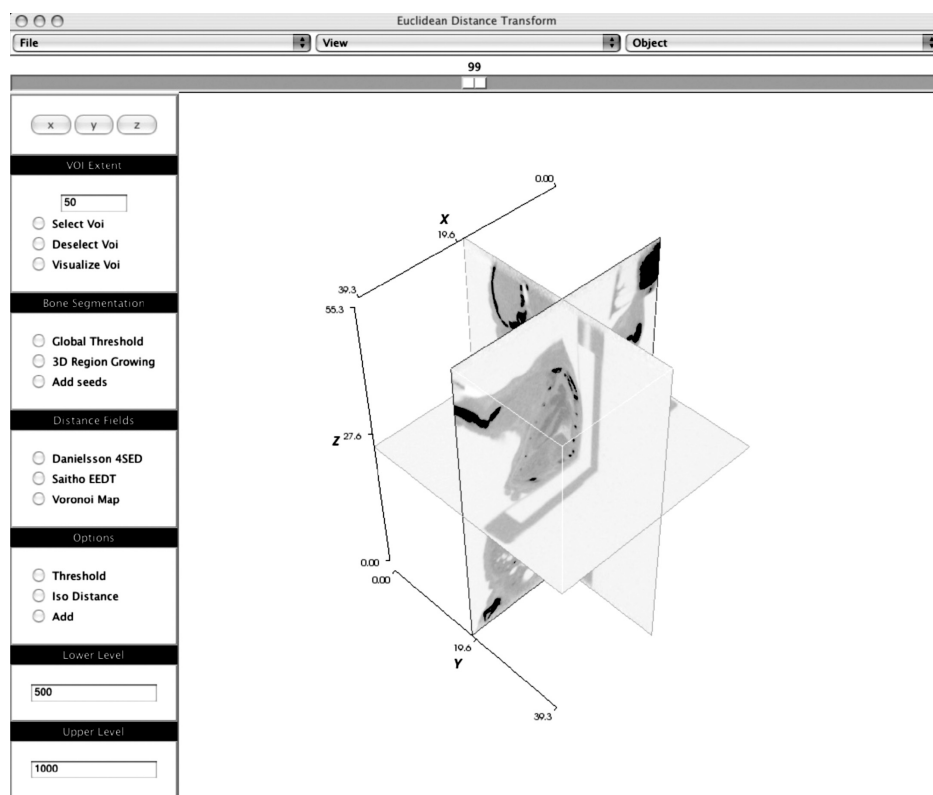 Euclidean Distance Transform
File View Object
99
x y z
VOI Extent
50
Select Voi
Deselect Voi
Visualize Voi
Bone Segmentation
Global Threshold
3D Region Growing
Add seeds
Distance Fields
Danielsson 4SED
Saitho EEDT
Voronoi Map
Options
Threshold
Iso Distance
Add
Lower Level
500
Upper Level
1000
0.00
X
19.6
39.3
55.3
Z 27.6
0.00
0.00
19.6
Y
39.3